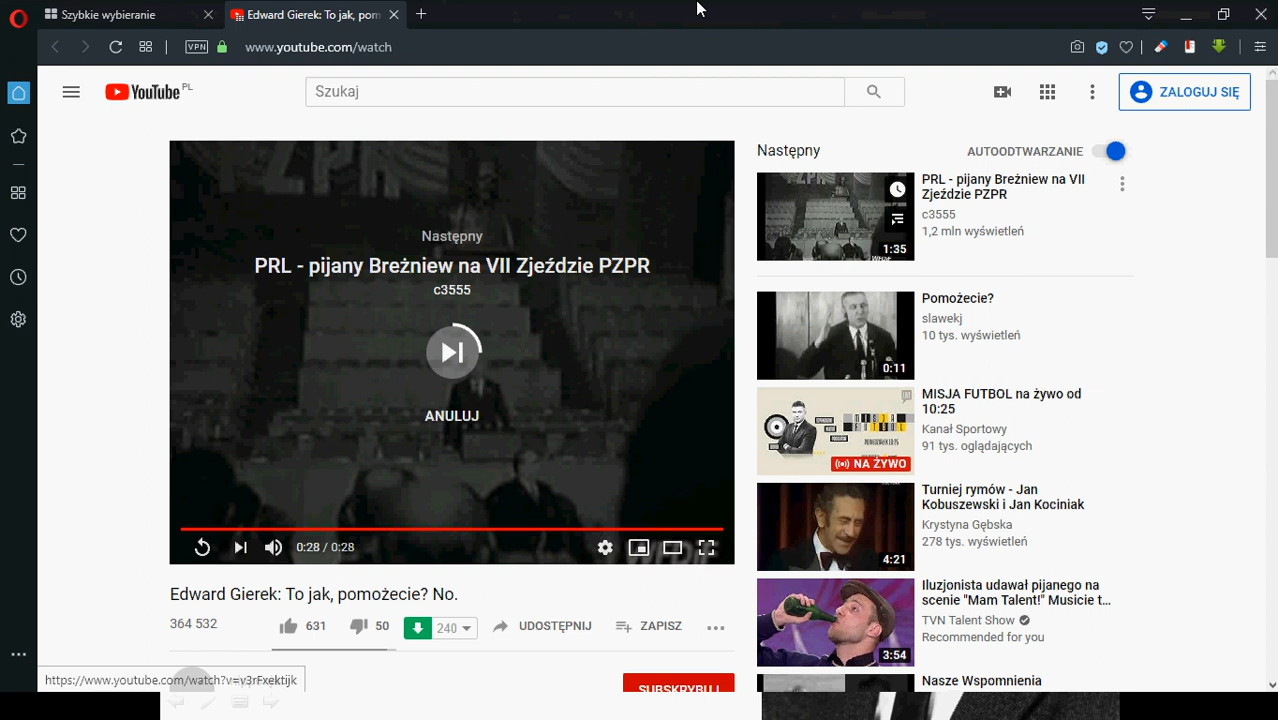 Szybkie wybieranie
Edward Gierek: To jak, pom
VPN
www.youtube.com/watch
YouTube PL
Szukaj
ZALOGUJ SIĘ
Następny
PRL - pijany Breżniew na VII Zjeździe PZPR
c3555
ANULUJ
0:28 / 0:28
Edward Gierek: To jak, pomożecie? No.
364 532
631
50
240
UDOSTĘPNIJ
ZAPISZ
SUBSKRYBUJ
https://www.youtube.com/watch?v=y3rFxektijk
Następny
AUTOODTWARZANIE
PRL - pijany Breżniew na VII
Zjeździe PZPR
c3555
1,2 mln wyświetleń
1:35
Pomożecie?
slawekj
10 tys. wyświetleń
0:11
MISJA FUTBOL na żywo od
10:25
Kanał Sportowy
91 tys. oglądających
NA ŻYWO
Turniej rymów - Jan
Kobuszewski i Jan Kociniak
Krystyna Gębska
278 tys. wyświetleń
4:21
Iluzjonista udawał pijanego na
scenie "Mam Talent!" Musicie t...
TVN Talent Show
Recommended for you
3:54
Nasze Wspomnienia